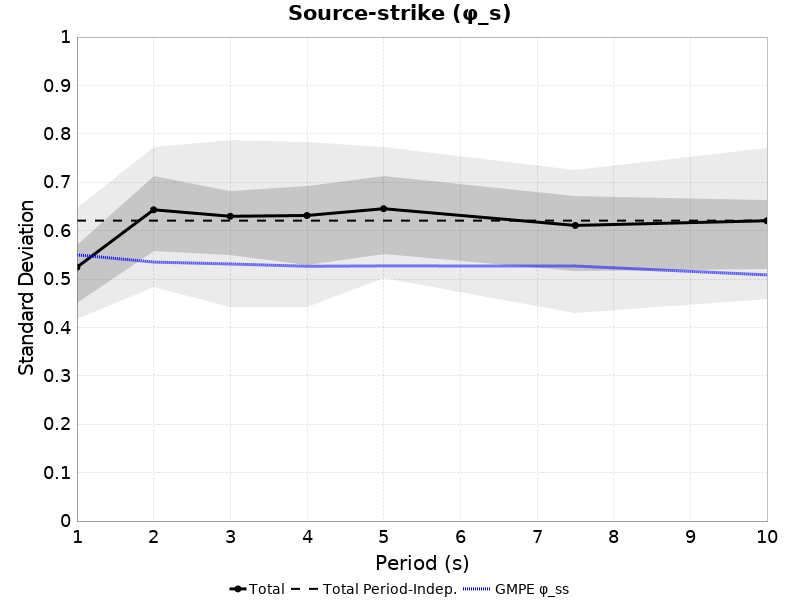 Source-strike (φ_s)
Standard Deviation
1
0.9
0.8
0.7
0.6
0.5
0.4
0.3
0.2
0.1
0
1 2 3 4 5 6 7 8 9 10
Period (s)
Total Total Period-Indep. GMPE φ_ss